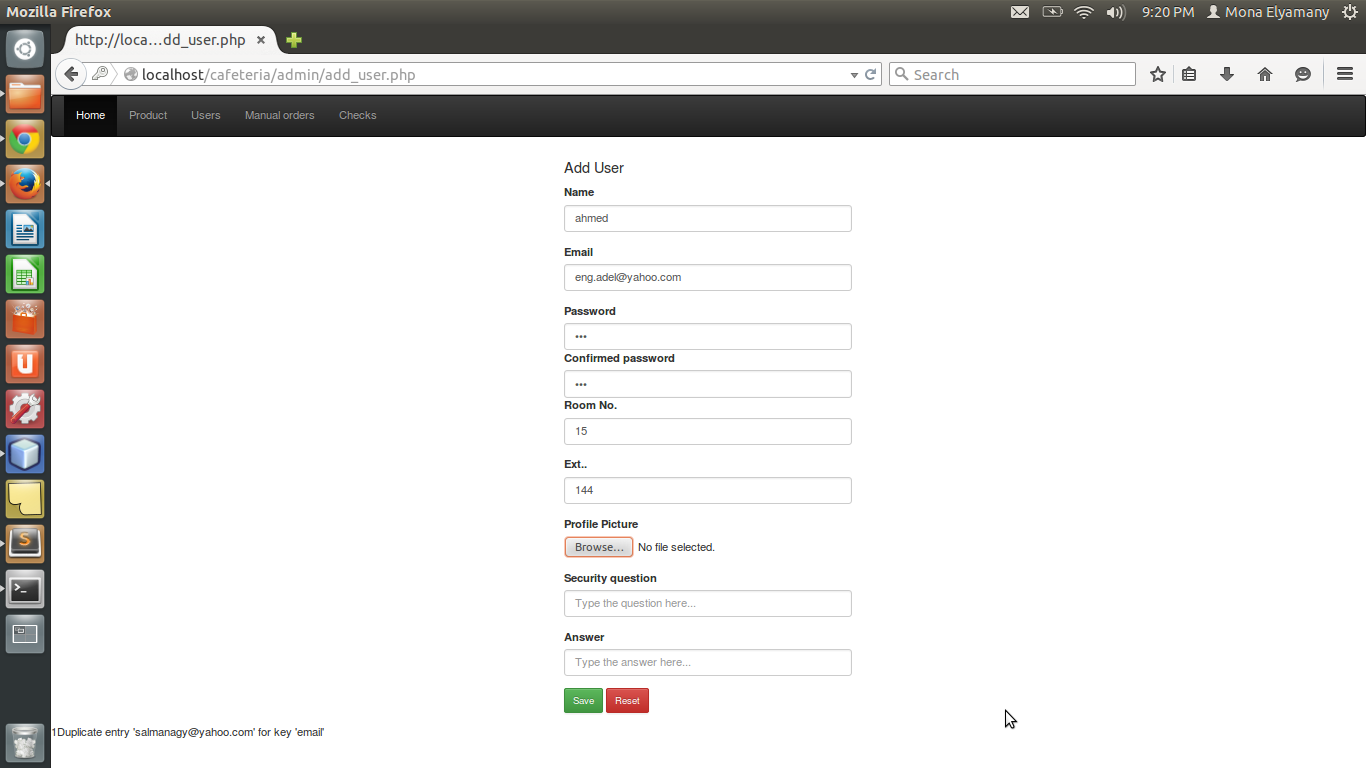 Mozilla Firefox
9:20 PM Mona Elyamany
http://loca...dd_user.php
localhost/cafeteria/admin/add_user.php
Search
Home Product Users Manual orders Checks
Add User
Name
ahmed
Email
eng.adel@yahoo.com
Password
•••
Confirmed password
•••
Room No.
15
Ext..
144
Profile Picture
Browse... No file selected.
Security question
Type the question here...
Answer
Type the answer here...
Save Reset
1Duplicate entry 'salmanagy@yahoo.com' for key 'email'